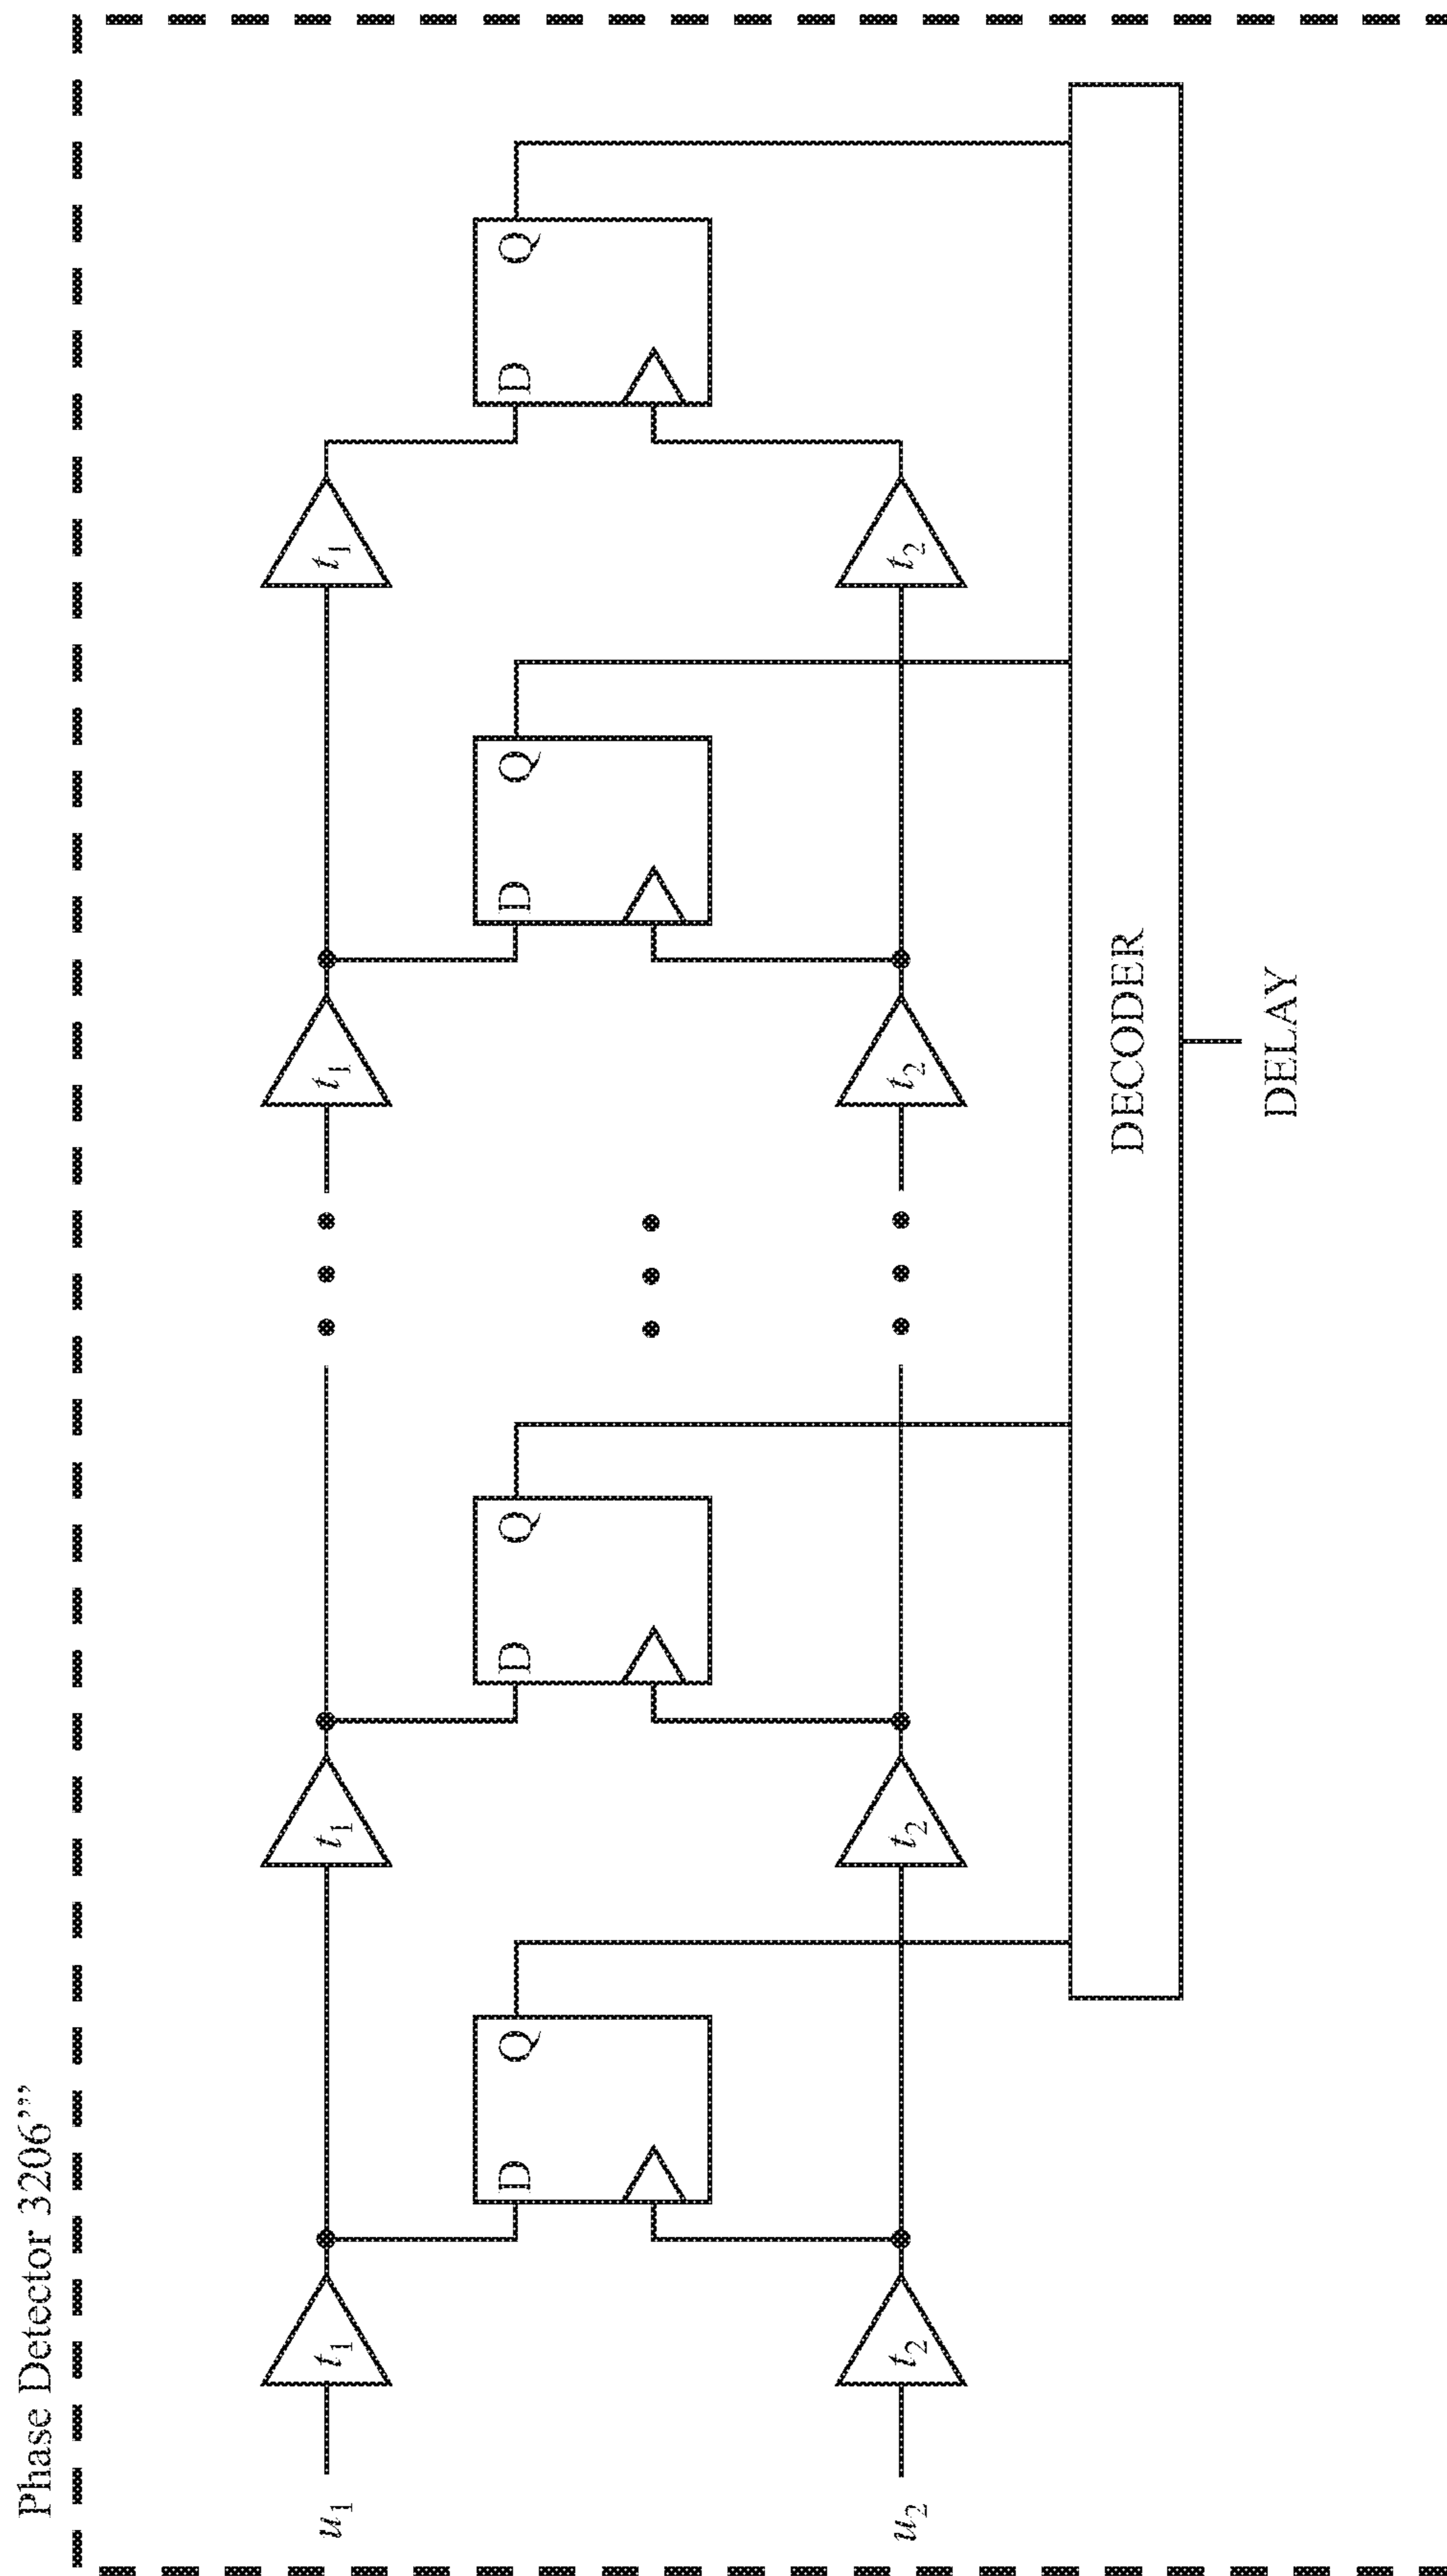 Phase Detector 3206”’
u1
t1
t1
t1
t1
D
Q
D
Q
D
Q
D
Q
u2
t2
t2
t2
t2
DECODER
DELAY